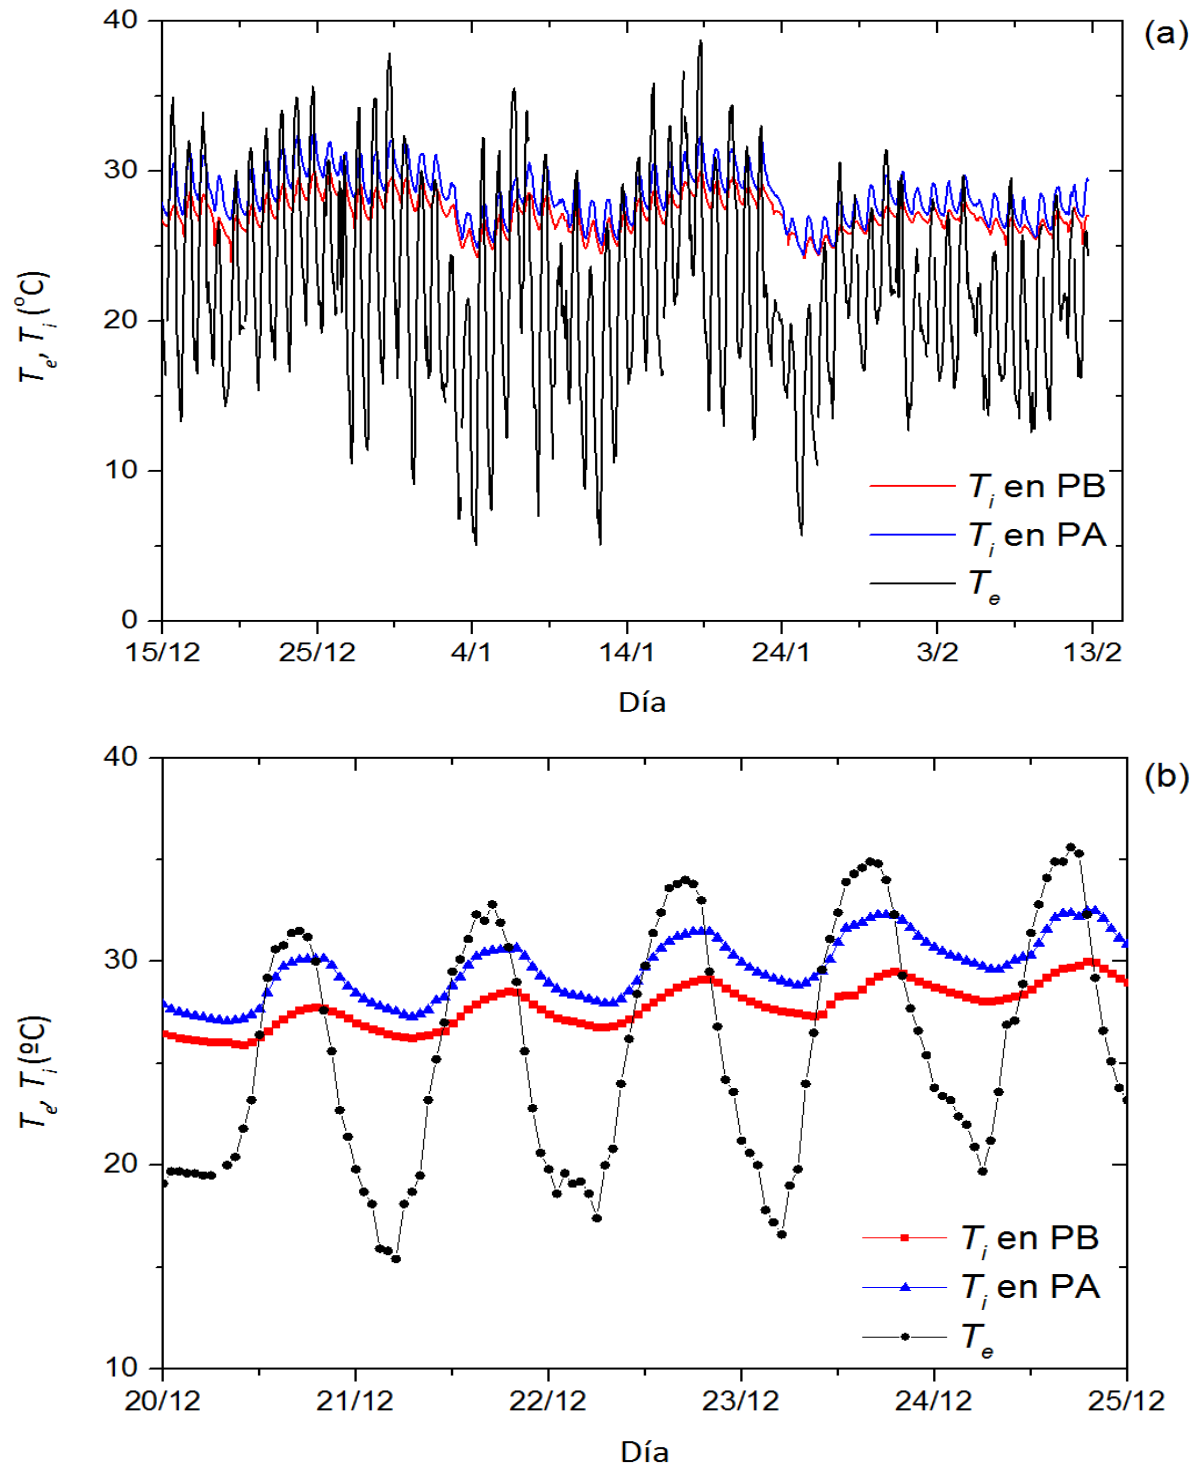 (a)
40
30
20
10
0
Te, Ti (°C)
Ti en PB
Ti en PA
Te
15/12 25/12 4/1 14/1 24/1 3/2 13/2
Día
(b)
40
30
20
10
Te, Ti (ºC)
Ti en PB
Ti en PA
Te
20/12 21/12 22/12 23/12 24/12 25/12
Día